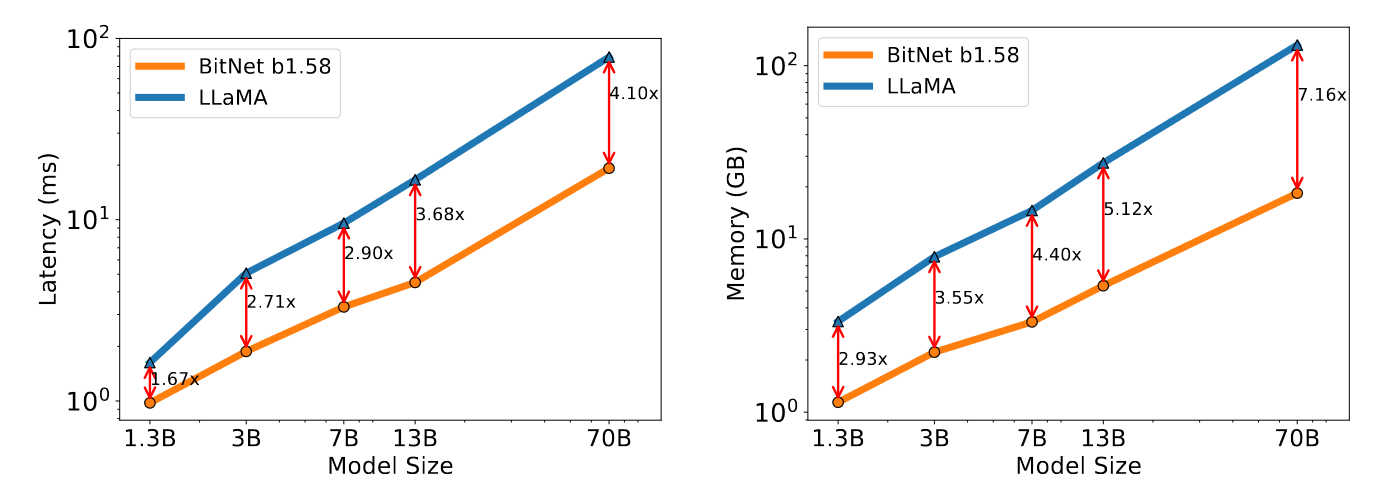 10²
10¹
10⁰
Latency (ms)
BitNet b1.58
LLaMA
1.67x
2.71x
2.90x
3.68x
4.10x
1.3B 3B 7B 13B 70B
Model Size
10²
10¹
10⁰
Memory (GB)
BitNet b1.58
LLaMA
2.93x
3.55x
4.40x
5.12x
7.16x
1.3B 3B 7B 13B 70B
Model Size